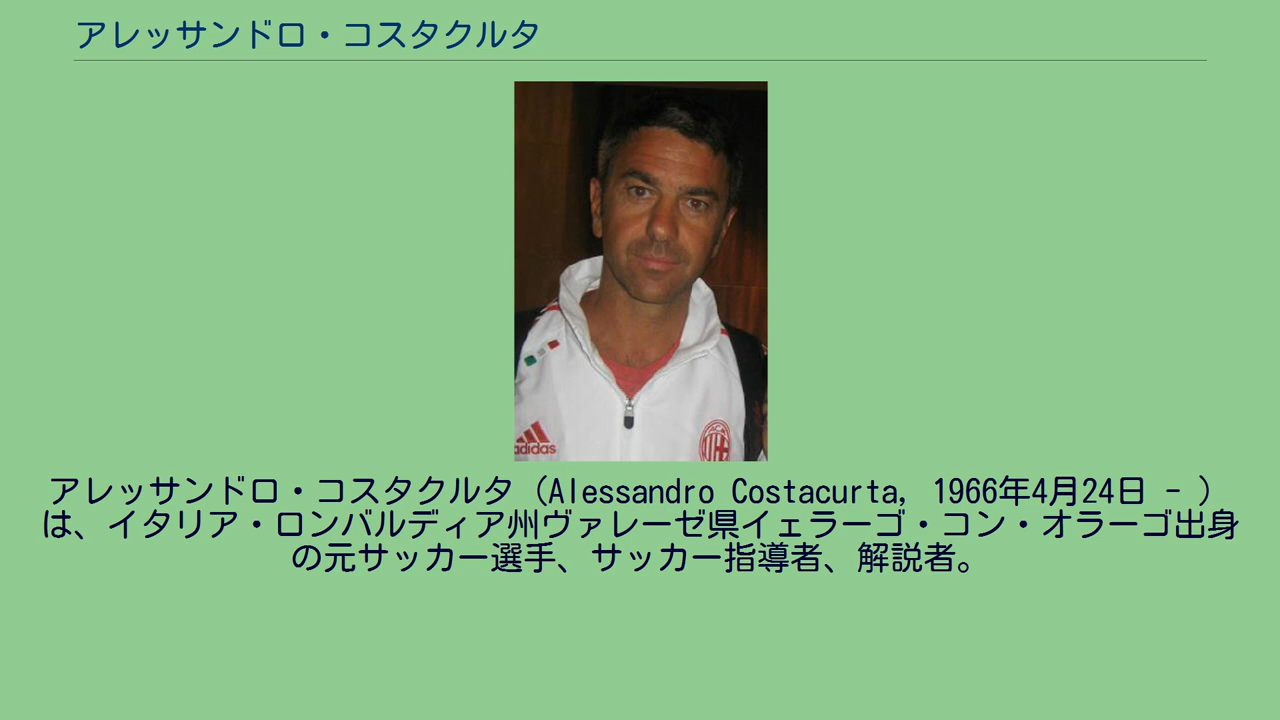 アレッサンドロ・コスタクルタ
adidas
アレッサンドロ・コスタクルタ（Alessandro Costacurta, 1966年4月24日 - ）
は、イタリア・ロンバルディア州ヴァレーゼ県イェラーゴ・コン・オラーゴ出身
の元サッカー選手、サッカー指導者、解説者。